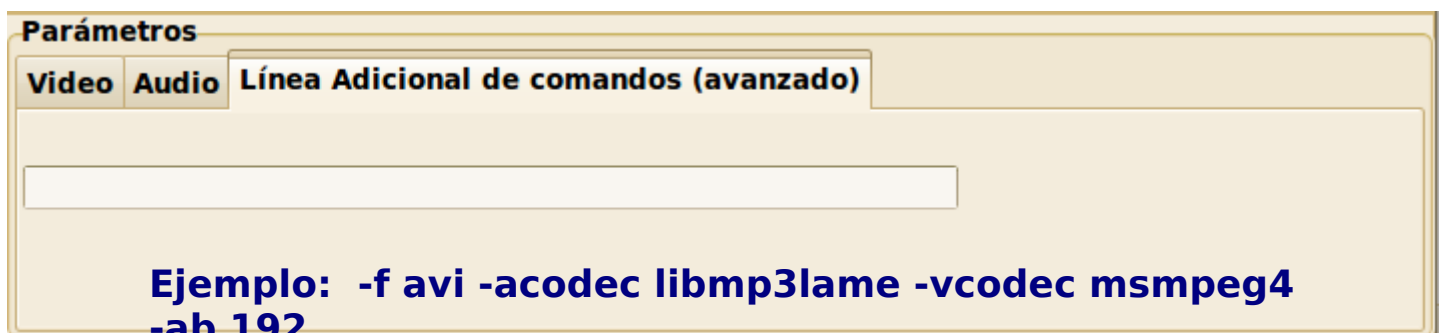 Parámetros
Video Audio Línea Adicional de comandos (avanzado)
Ejemplo: -f avi -acodec libmp3lame -vcodec msmpeg4
-ab 192